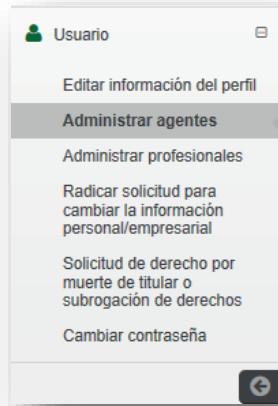 Usuario
Editar información del perfil
Administrar agentes
Administrar profesionales
Radicar solicitud para
cambiar la información
personal/empresarial
Solicitud de derecho por
muerte de titular o
subrogación de derechos
Cambiar contraseña